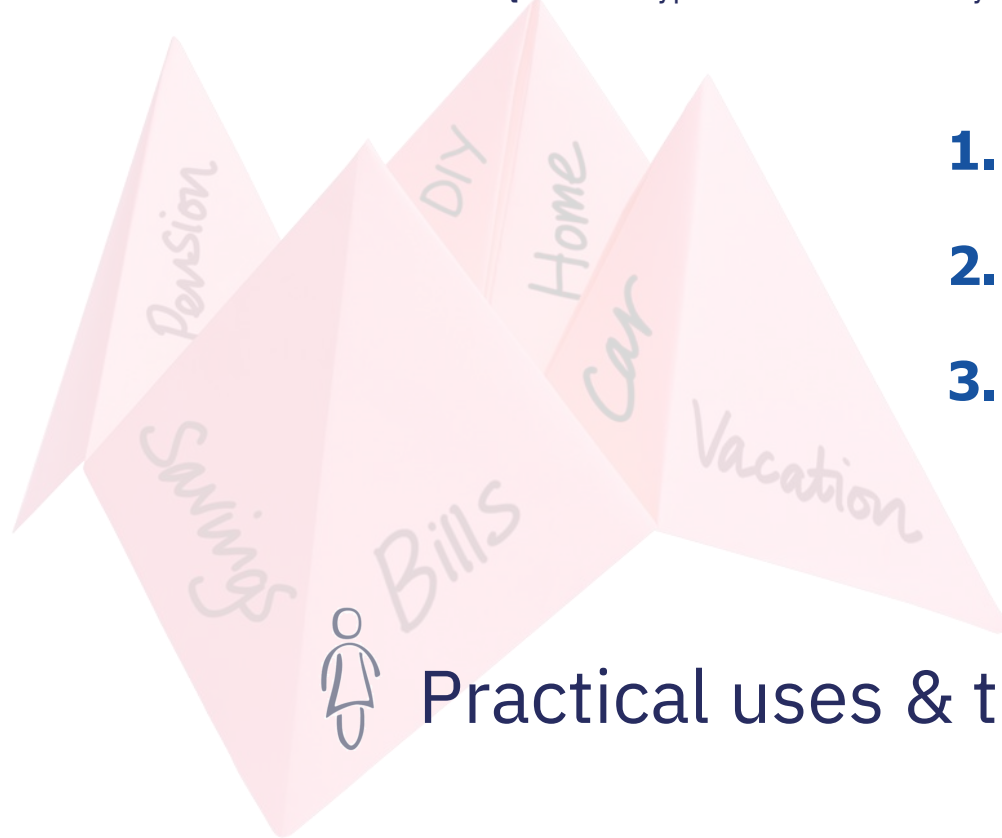 DIY
Home
Pension
Car
Vacation
Savings
Bills
1.
2.
3.
Practical uses & t